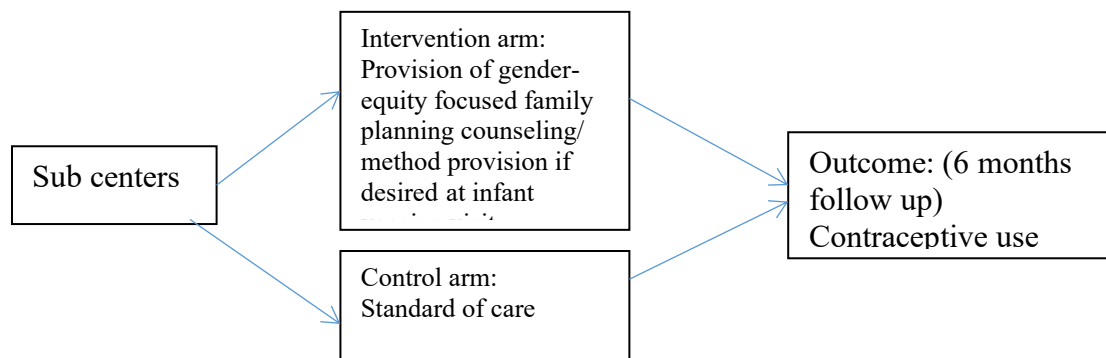 Sub centers
Intervention arm:
Provision of gender-
equity focused family
planning counseling/
method provision if
desired at infant
Control arm:
Standard of care
Outcome: (6 months
follow up)
Contraceptive use